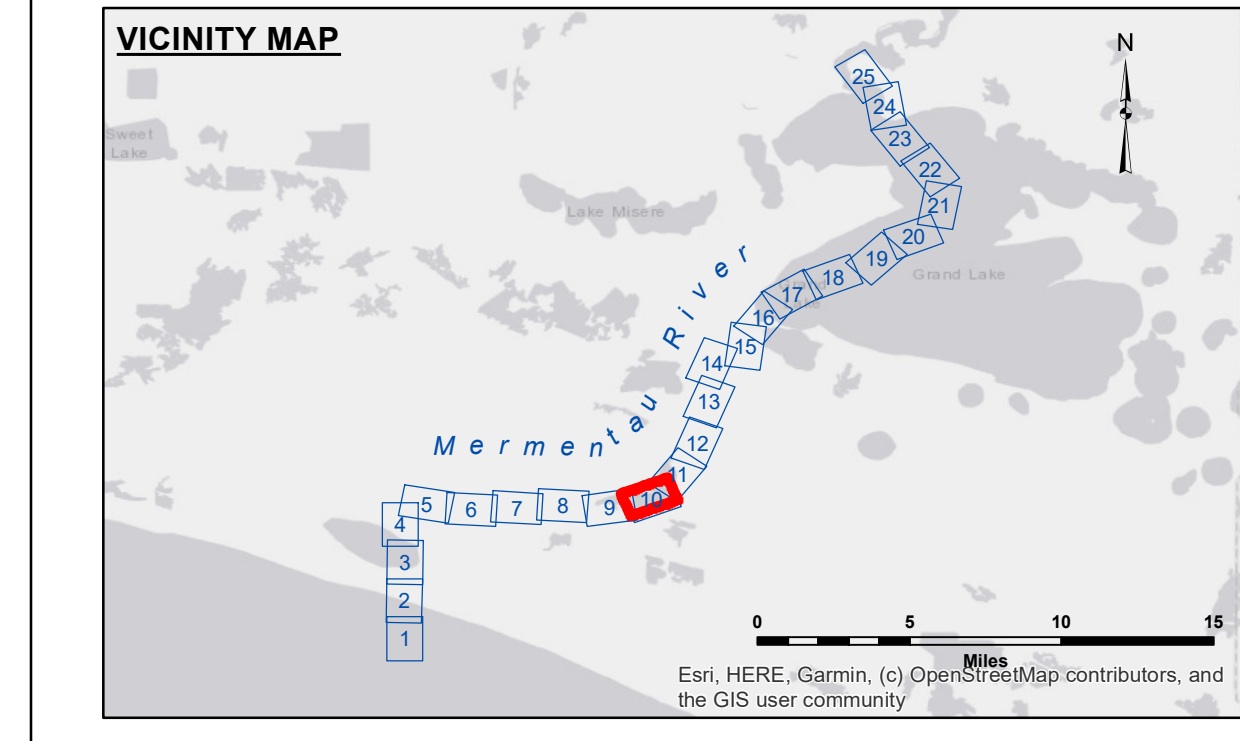 VICINITY MAP
N
25
24
Sweet
Lake
23
22
Lake Misere
21
20
19
Grand Lake
18
Grand
Lake
17
16
15
14
Mermentau River
13
12
11
10
9
8
7
6
5
4
3
2
1
0 5 10 15
Miles
Esri, HERE, Garmin, (c) OpenStreetMap contributors, and
the GIS user community